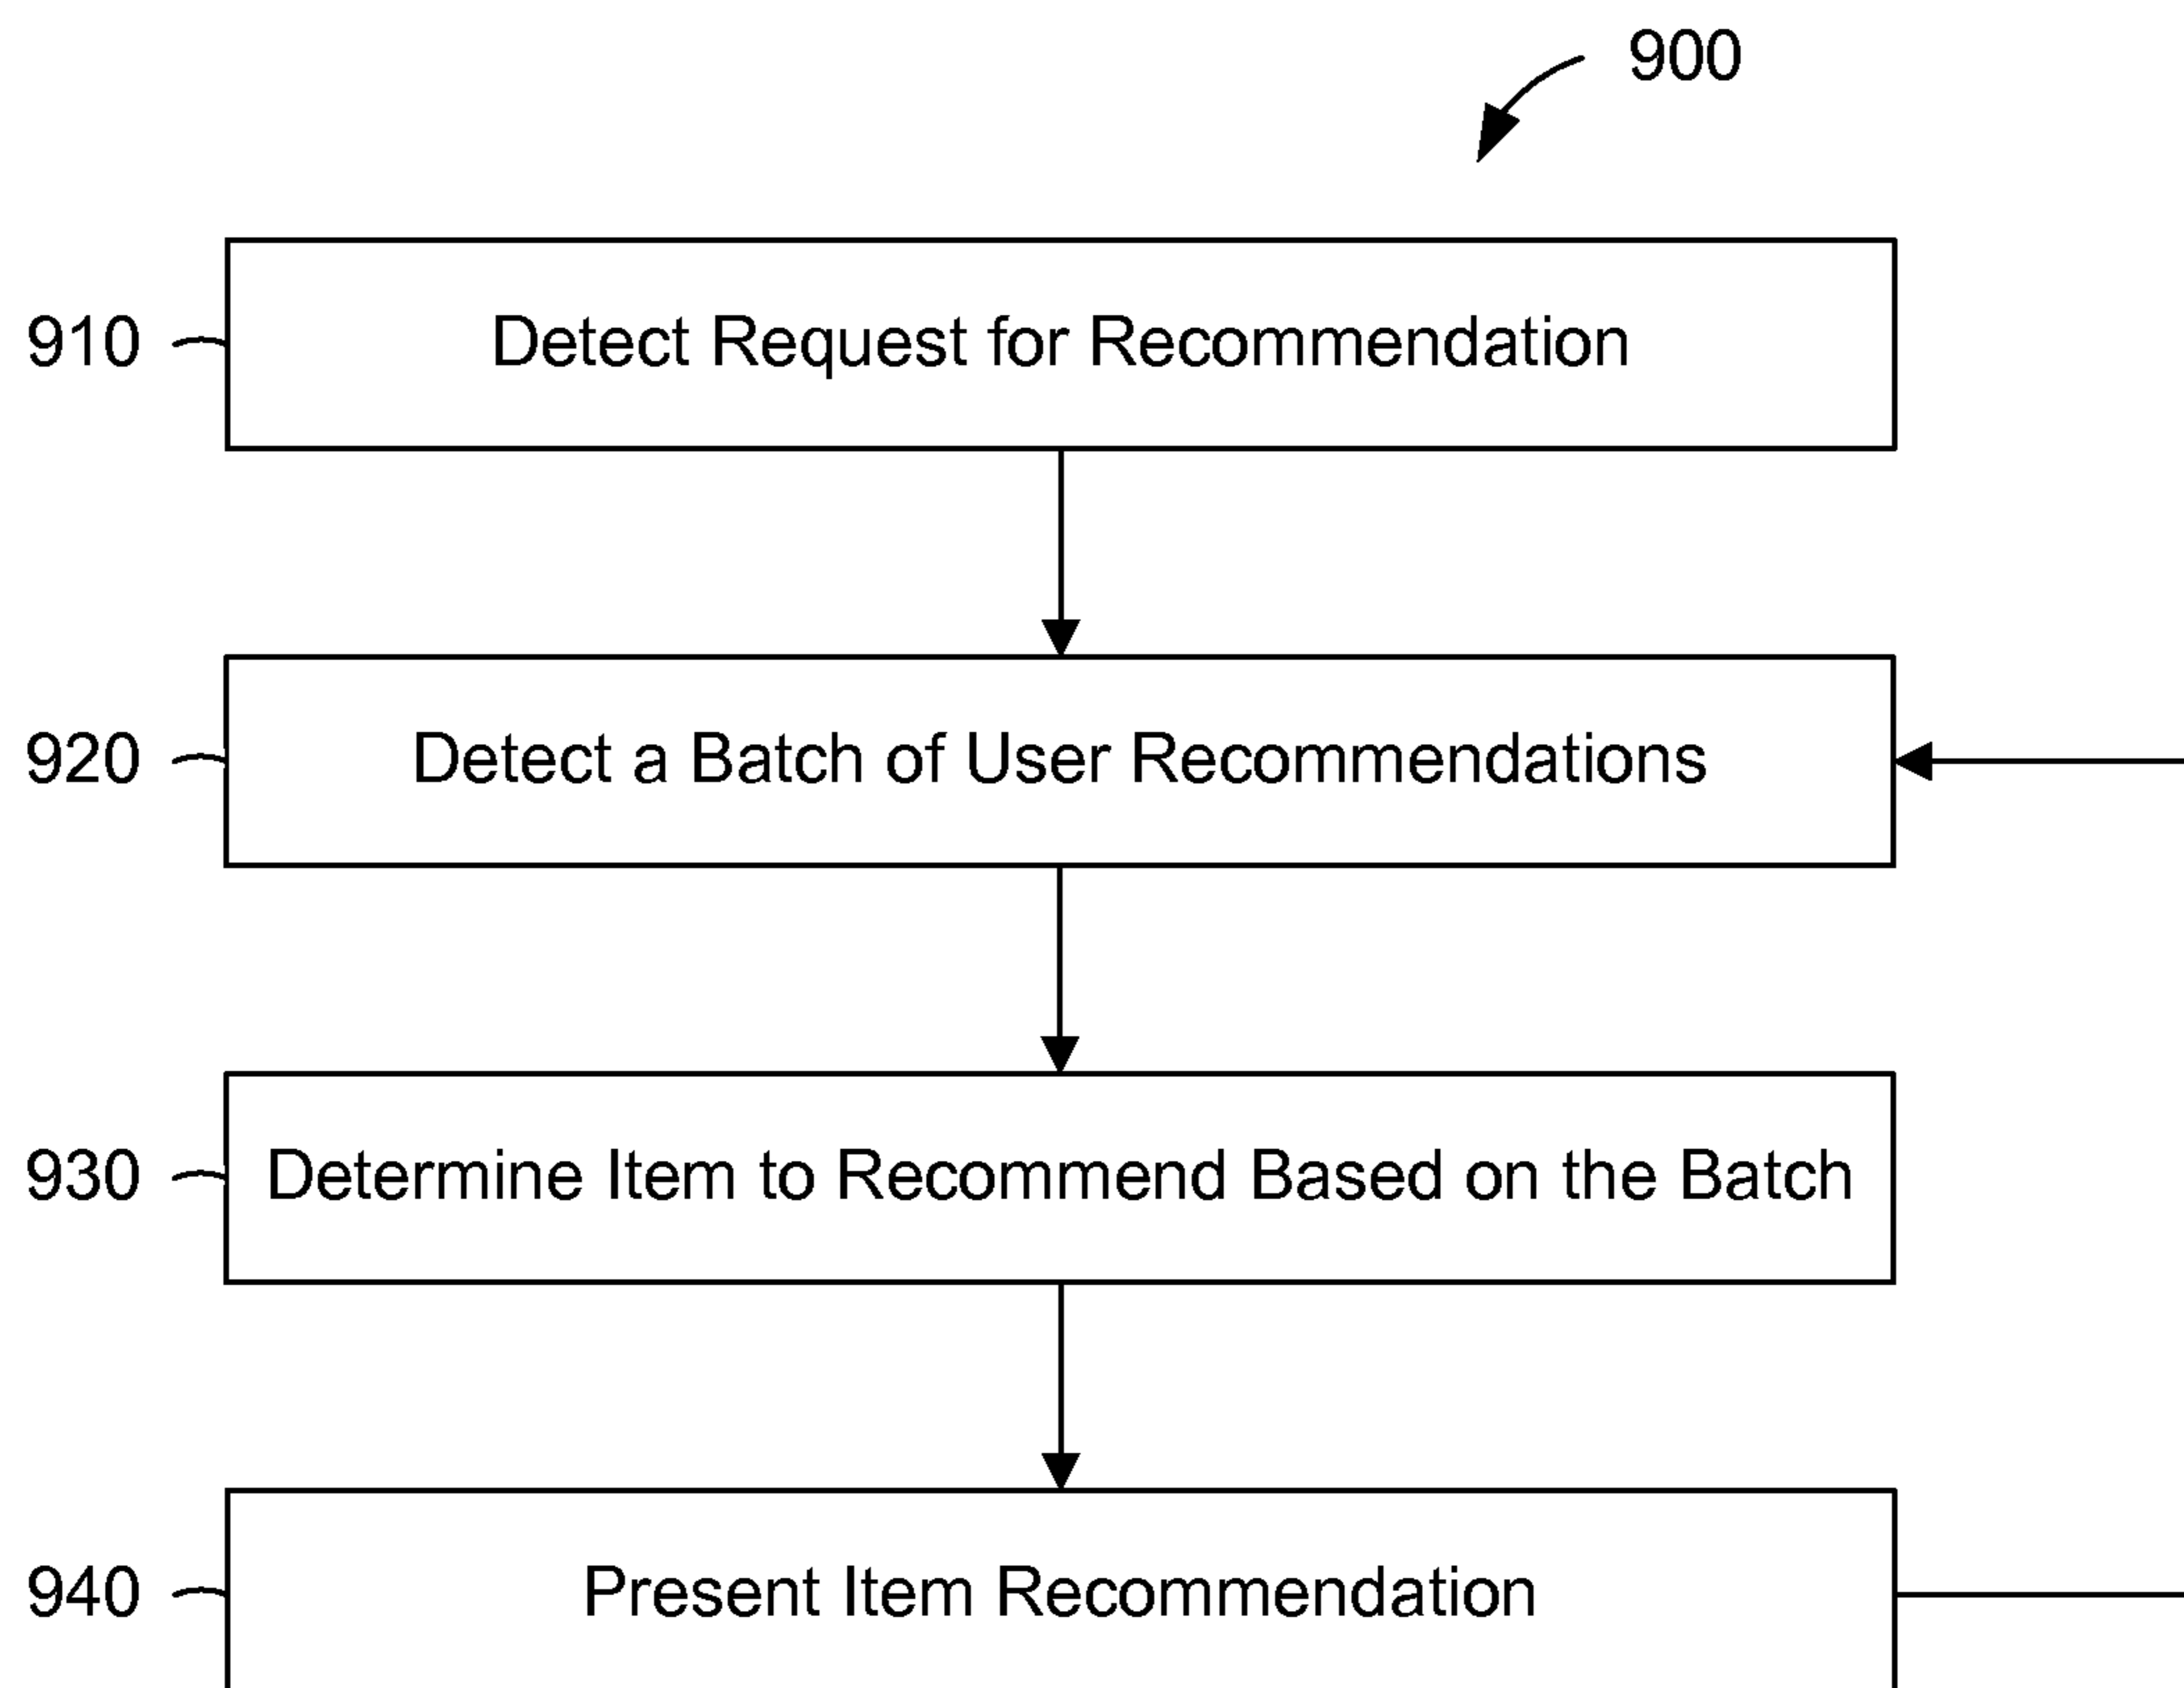 900
910
Detect Request for Recommendation
920
Detect a Batch of User Recommendations
930
Determine Item to Recommend Based on the Batch
940
Present Item Recommendation